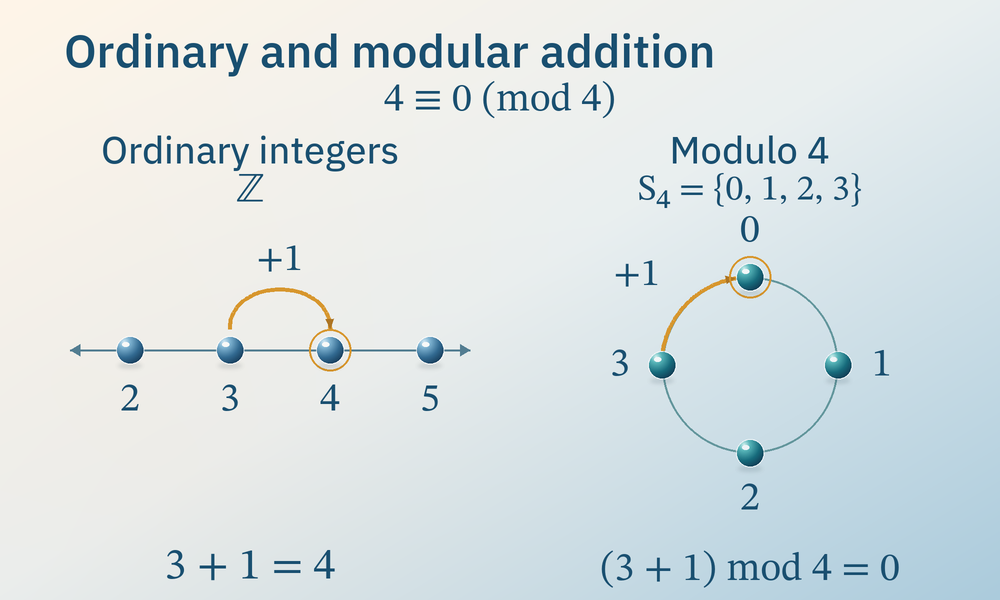 Ordinary and modular addition
4 ≡ 0 (mod 4)
Ordinary integers
ℤ
+1
2 3 4 5
3 + 1 = 4
Modulo 4
S₄ = {0, 1, 2, 3}
0
+1
3
1
2
(3 + 1) mod 4 = 0